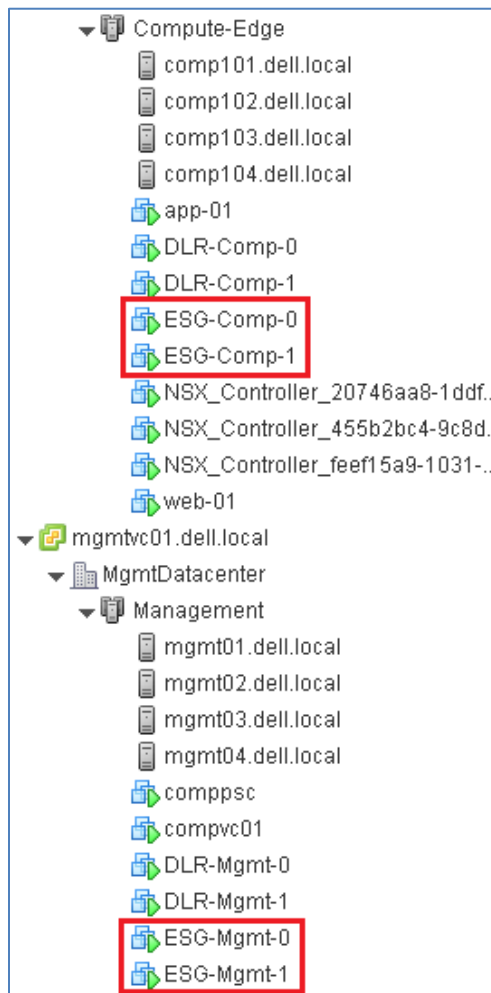 Compute-Edge
comp101.dell.local
comp102.dell.local
comp103.dell.local
comp104.dell.local
app-01
DLR-Comp-0
DLR-Comp-1
ESG-Comp-0
ESG-Comp-1
NSX_Controller_20746aa8-1ddf..
NSX_Controller_455b2bc4-9c8d.
NSX_Controller_feef15a9-1031-..
web-01
mgmtvc01.dell.local
MgmtDatacenter
Management
mgmt01.dell.local
mgmt02.dell.local
mgmt03.dell.local
mgmt04.dell.local
comppsc
compvc01
DLR-Mgmt-0
DLR-Mgmt-1
ESG-Mgmt-0
ESG-Mgmt-1